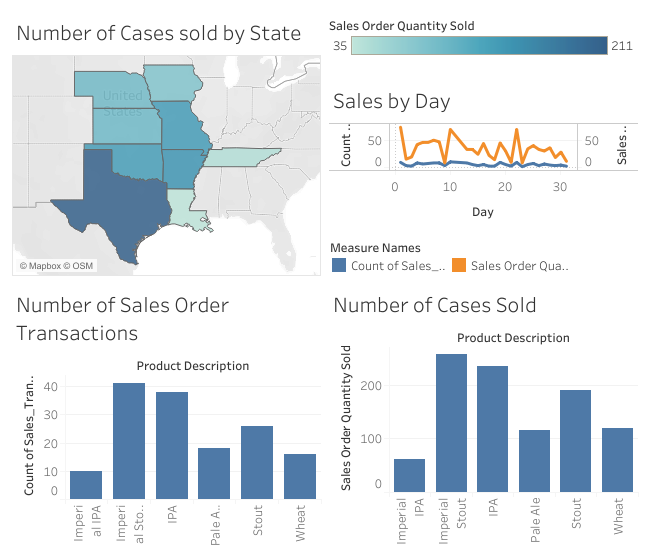 Number of Cases sold by State
United
States
© Mapbox © OSM
Sales Order Quantity Sold
35
211
Sales by Day
Count ..
50
0
50
0
Sales..
0
10
20
30
Day
Measure Names
Count of Sales_..
Sales Order Qua..
Number of Sales Order
Transactions
Product Description
Count of Sales_Tran..
40
30
20
10
0
Imperi
al IPA
Imperi
al Sto..
IPA
Pale A..
Stout
Wheat
Number of Cases Sold
Product Description
Sales Order Quantity Sold
200
100
0
Imperial
IPA
Imperial
Stout
IPA
Pale Ale
Stout
Wheat